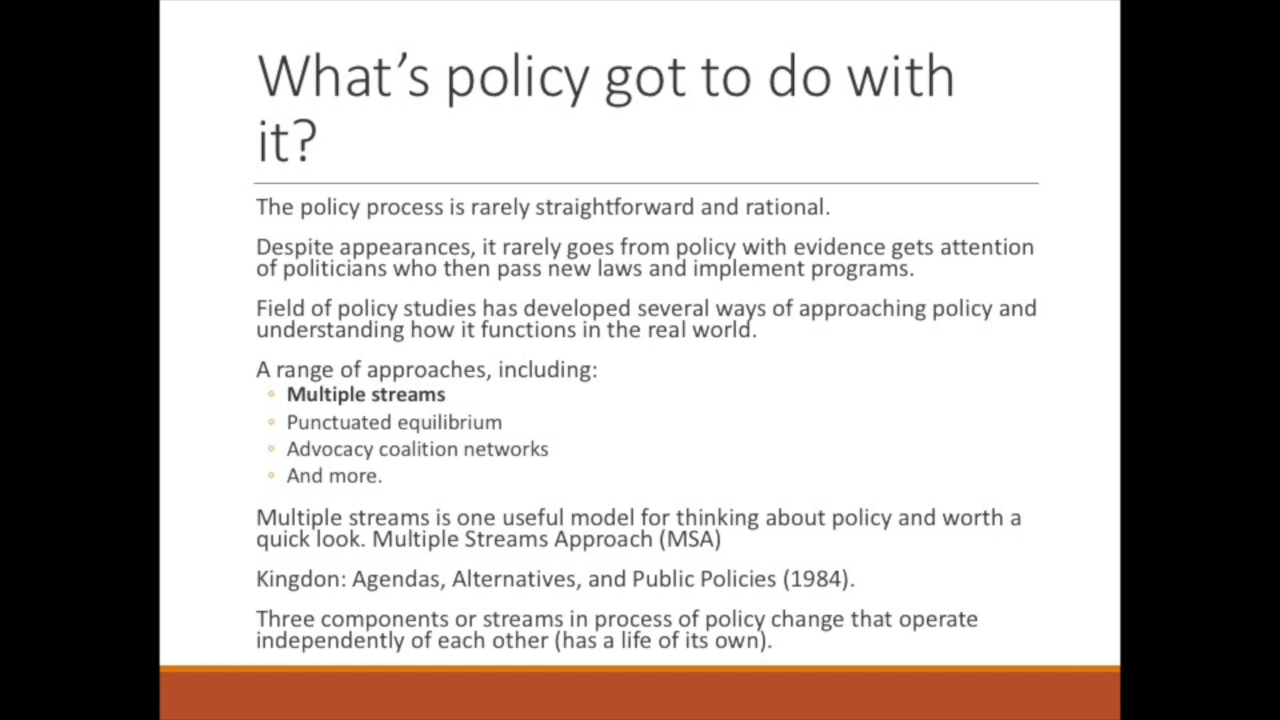 What’s policy got to do with
it?
The policy process is rarely straightforward and rational.
Despite appearances, it rarely goes from policy with evidence gets attention
of politicians who then pass new laws and implement programs.
Field of policy studies has developed several ways of approaching policy and
understanding how it functions in the real world.
A range of approaches, including:
◦ Multiple streams
◦ Punctuated equilibrium
◦ Advocacy coalition networks
◦ And more.
Multiple streams is one useful model for thinking about policy and worth a
quick look. Multiple Streams Approach (MSA)
Kingdon: Agendas, Alternatives, and Public Policies (1984).
Three components or streams in process of policy change that operate
independently of each other (has a life of its own).